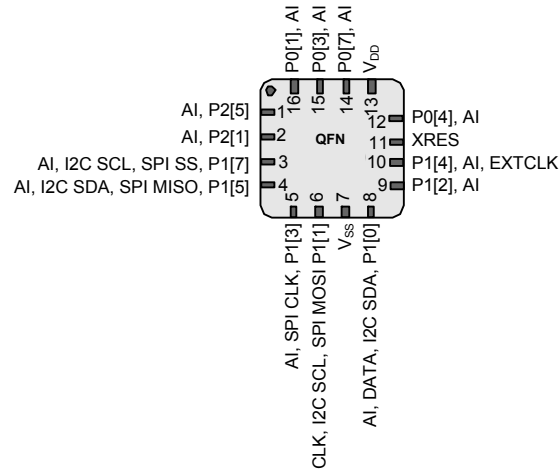 P0[1], AI
P0[3], AI
P0[7], AI
VDD
16
15
14
13
AI, P2[5]
1
AI, P2[1]
2
QFN
AI, I2C SCL, SPI SS, P1[7]
3
AI, I2C SDA, SPI MISO, P1[5]
4
12
P0[4], AI
11
XRES
10
P1[4], AI, EXTCLK
9
P1[2], AI
5
6
7
8
AI, SPI CLK, P1[3]
CLK, I2C SCL, SPI MOSI P1[1]
VSS
AI, DATA, I2C SDA, P1[0]